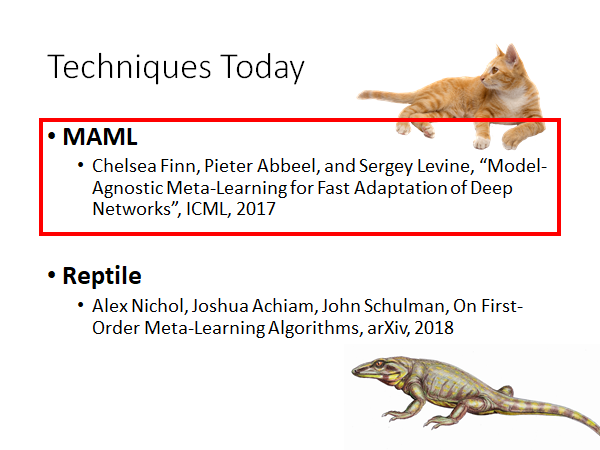 Techniques Today
• MAML
• Chelsea Finn, Pieter Abbeel, and Sergey Levine, “Model-
Agnostic Meta-Learning for Fast Adaptation of Deep
Networks”, ICML, 2017
• Reptile
• Alex Nichol, Joshua Achiam, John Schulman, On First-
Order Meta-Learning Algorithms, arXiv, 2018